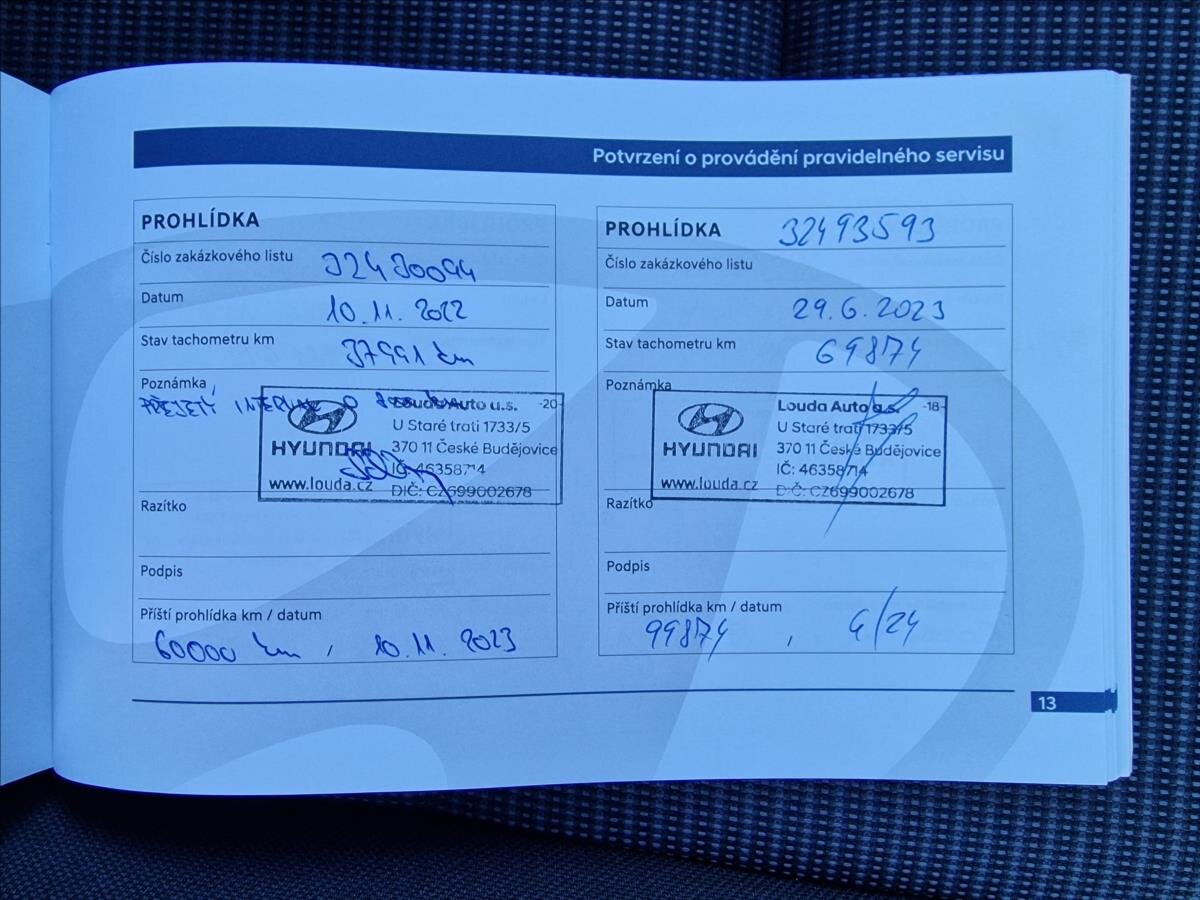 Potvrzení o provádění pravidelného servisu
PROHLÍDKA
Číslo zakázkového listu 32430094
Datum 10.11.2022
Stav tachometru km 37991 km
Poznámka
PŘEJETÝ INTERVAL O
Louda Auto a.s. -20-
U Staré trati 1733/5
HYUNDAI 370 11 České Budějovice
IČ: 46358714
www.louda.cz DIČ: CZ699002678
Razítko
Podpis
Příští prohlídka km / datum
60000 km , 10.11.2023
PROHLÍDKA 32493593
Číslo zakázkového listu
Datum 29.6.2023
Stav tachometru km 69874
Poznámka
Louda Auto a.s. -18-
U Staré trati 1733/5
HYUNDAI 370 11 České Budějovice
IČ: 46358714
www.louda.cz DIČ: CZ699002678
Razítko
Podpis
Příští prohlídka km / datum
99874 , 6/24
13